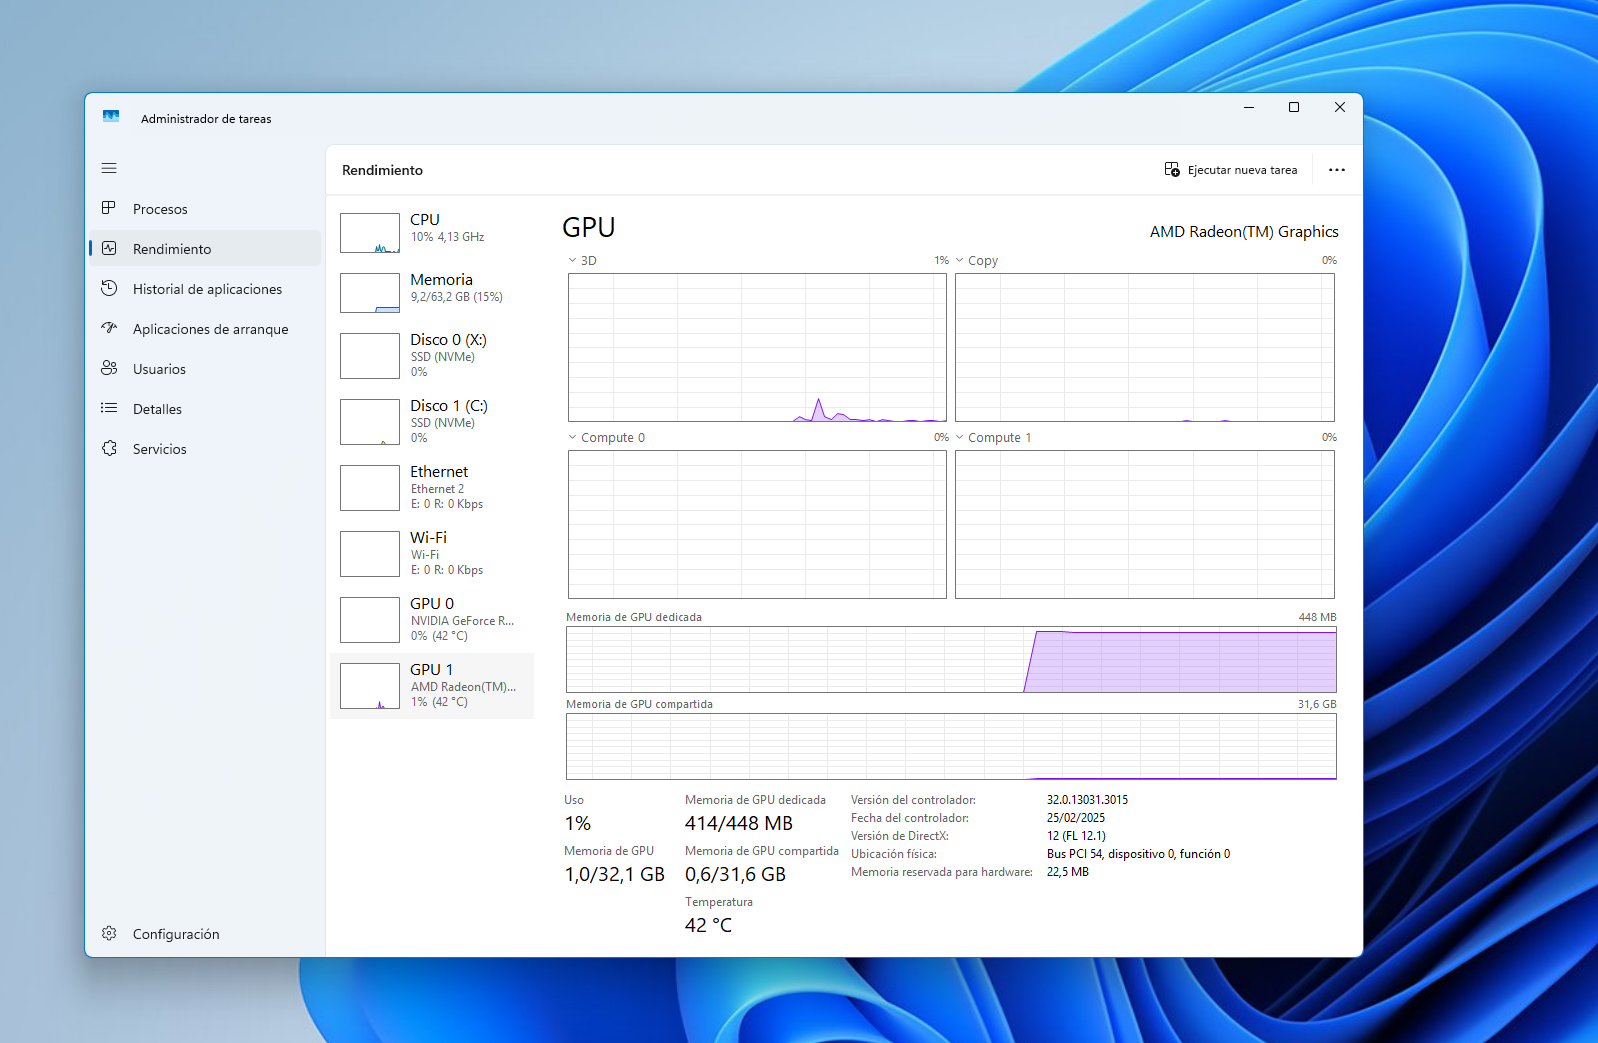 Administrador de tareas
Procesos
Rendimiento
Historial de aplicaciones
Aplicaciones de arranque
Usuarios
Detalles
Servicios
Configuración
Rendimiento
Ejecutar nueva tarea
CPU
10% 4,13 GHz
Memoria
9,2/63,2 GB (15%)
Disco 0 (X:)
SSD (NVMe)
0%
Disco 1 (C:)
SSD (NVMe)
0%
Ethernet
Ethernet 2
E: 0 R: 0 Kbps
Wi-Fi
Wi-Fi
E: 0 R: 0 Kbps
GPU 0
NVIDIA GeForce R...
0% (42 °C)
GPU 1
AMD Radeon(TM)...
1% (42 °C)
GPU
AMD Radeon(TM) Graphics
3D 1%
Copy 0%
Compute 0 0%
Compute 1 0%
Memoria de GPU dedicada 448 MB
Memoria de GPU compartida 31,6 GB
Uso
1%
Memoria de GPU
1,0/32,1 GB
Memoria de GPU dedicada
414/448 MB
Memoria de GPU compartida
0,6/31,6 GB
Temperatura
42 °C
Versión del controlador: 32.0.13031.3015
Fecha del controlador: 25/02/2025
Versión de DirectX: 12 (FL 12.1)
Ubicación física: Bus PCI 54, dispositivo 0, función 0
Memoria reservada para hardware: 22,5 MB